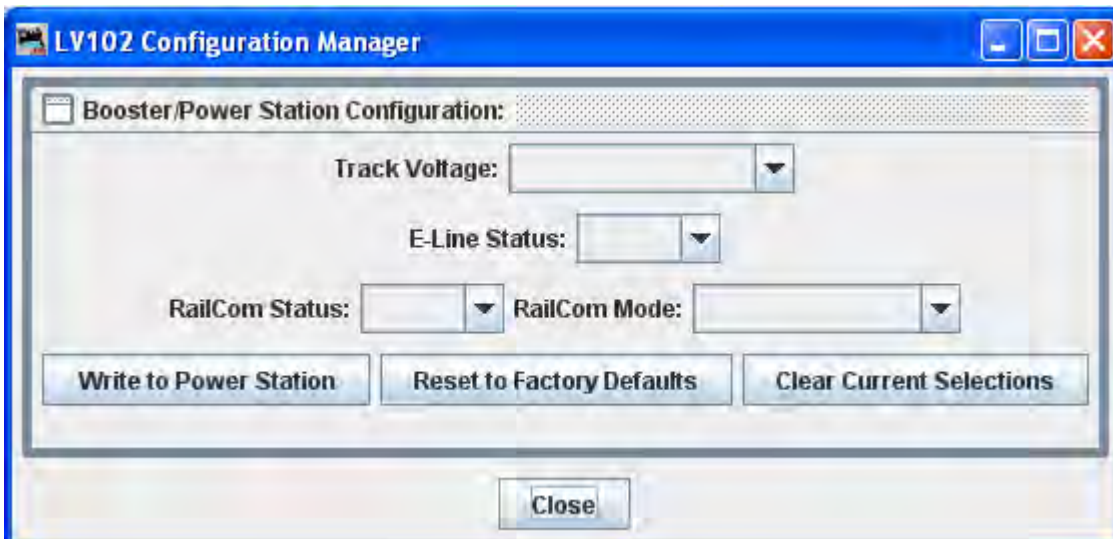 LV102 Configuration Manager
Booster/Power Station Configuration:
Track Voltage:
E-Line Status:
RailCom Status: RailCom Mode:
Write to Power Station Reset to Factory Defaults Clear Current Selections
Close